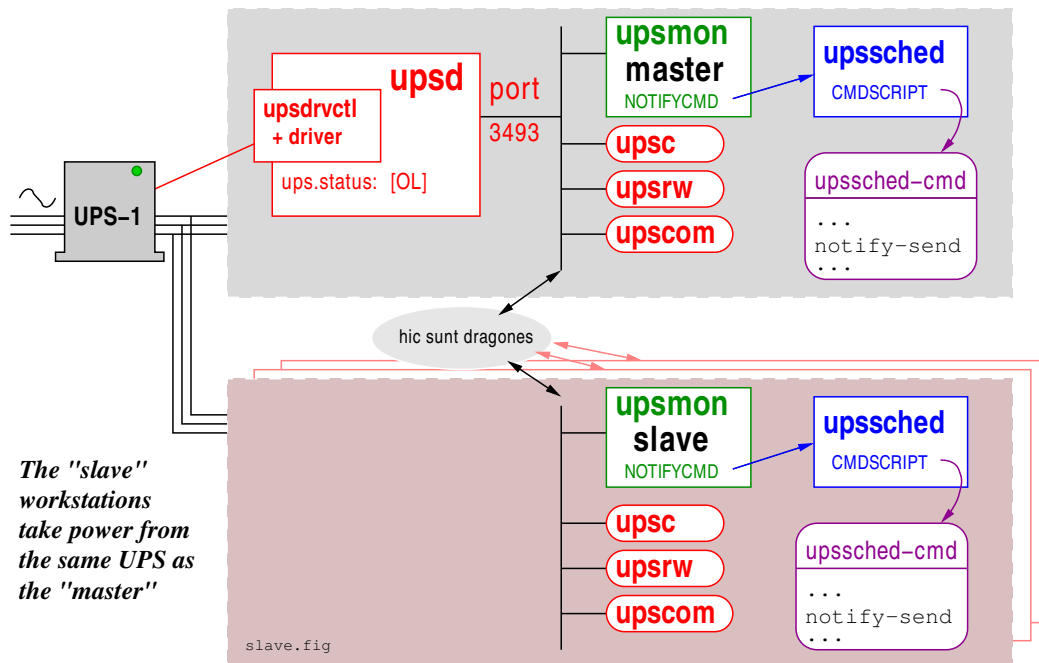 upsd
upsdrvctl
+ driver
ups.status: [OL]
port
3493
upsmon
master
NOTIFYCMD
upssched
CMDSCRIPT
upsc
upsrw
upscom
upssched-cmd
...
notify-send
...
UPS-1
hic sunt dragones
upsmon
slave
NOTIFYCMD
upssched
CMDSCRIPT
upsc
upsrw
upscom
upssched-cmd
...
notify-send
...
The "slave"
workstations
take power from
the same UPS as
the "master"
slave.fig